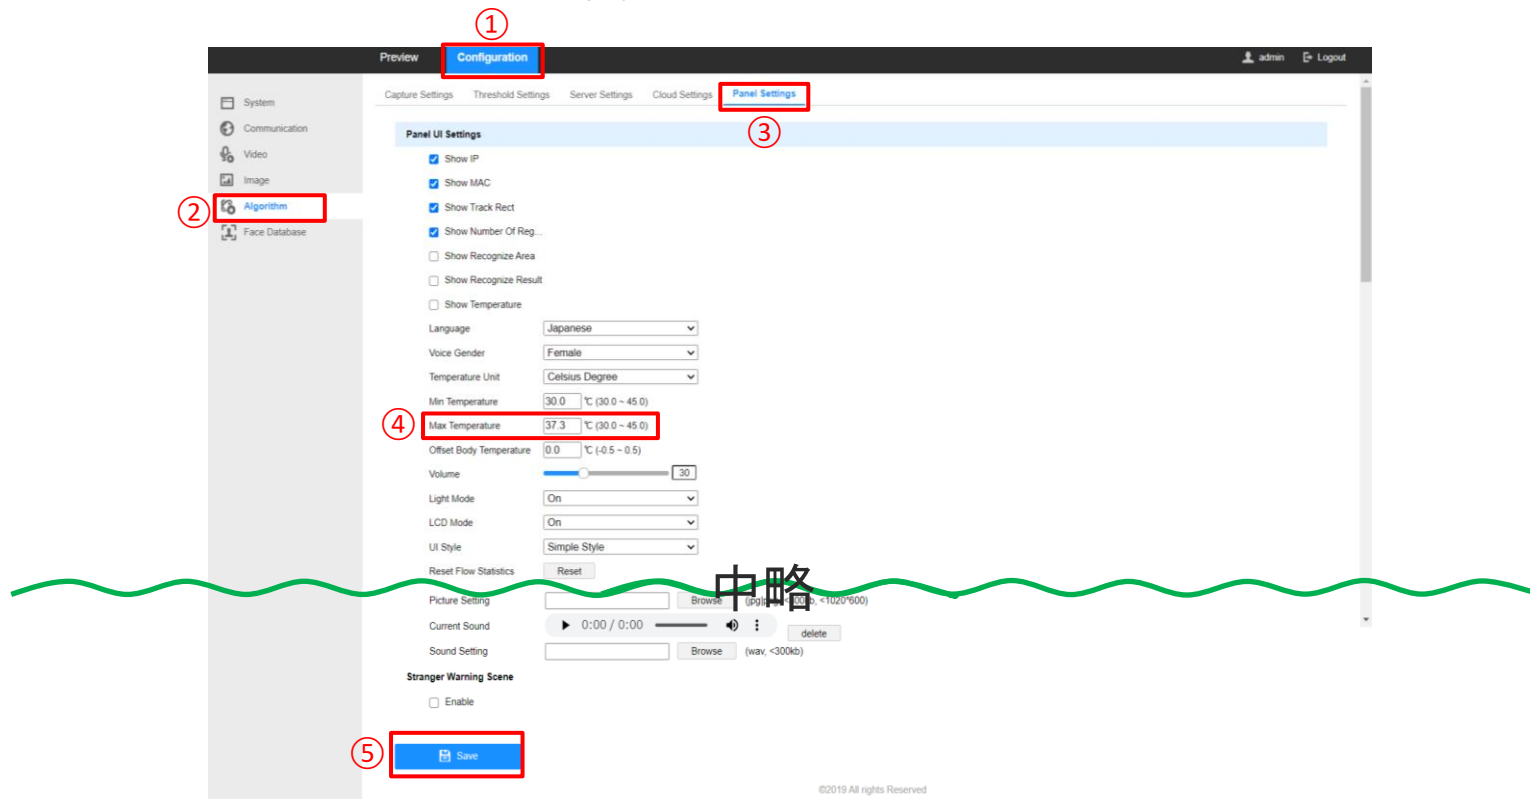 ①
Preview Configuration admin Logout
Capture Settings Threshold Settings Server Settings Cloud Settings Panel Settings
③
System
Communication
Video
Image
② Algorithm
Face Database
Panel UI Settings
Show IP
Show MAC
Show Track Rect
Show Number Of Reg...
Show Recognize Area
Show Recognize Result
Show Temperature
Language Japanese
Voice Gender Female
Temperature Unit Celsius Degree
Min Temperature 30.0 ℃ (30.0 ~ 45.0)
④ Max Temperature 37.3 ℃ (30.0 ~ 45.0)
Offset Body Temperature 0.0 ℃ (-0.5 ~ 0.5)
Volume 30
Light Mode On
LCD Mode On
UI Style Simple Style
Reset Flow Statistics Reset
中略
Picture Setting Browse <1020*600)
Current Sound 0:00 / 0:00 delete
Sound Setting Browse (wav, <300kb)
Stranger Warning Scene
Enable
⑤ Save
©2019 All rights Reserved